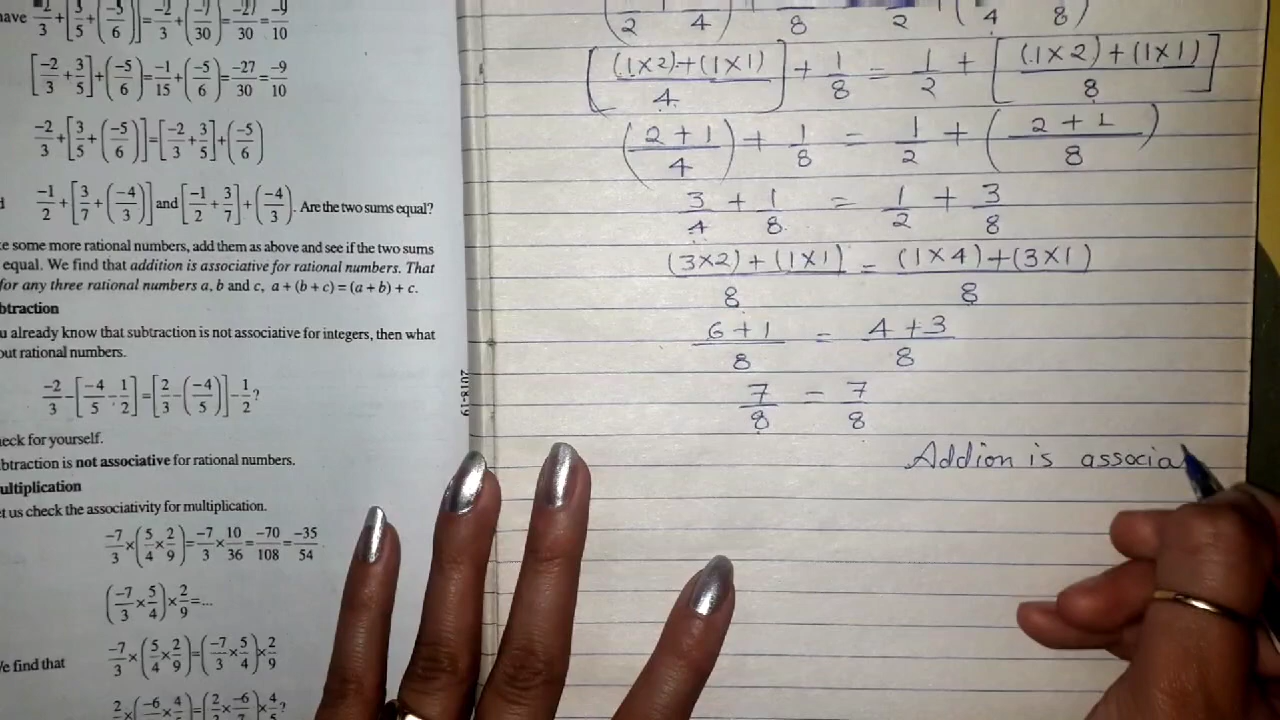 have -2/3 + [3/5 + (-5/6)] = -2/3 + (-7/30) = -27/30 = -9/10
[-2/3 + 3/5] + (-5/6) = -1/15 + (-5/6) = -27/30 = -9/10
-2/3 + [3/5 + (-5/6)] = [-2/3 + 3/5] + (-5/6)
-1/2 + [3/7 + (-4/3)] and [-1/2 + 3/7] + (-4/3). Are the two sums equal?
some more rational numbers, add them as above and see if the two sums
equal. We find that addition is associative for rational numbers. That
for any three rational numbers a, b and c, a + (b + c) = (a + b) + c.
btraction
u already know that subtraction is not associative for integers, then what
out rational numbers.
-2/3 - [-4/5 - 1/2] = [2/3 - (-4/5)] - 1/2 ?
eck for yourself.
btraction is not associative for rational numbers.
ultiplication
et us check the associativity for multiplication.
-7/3 × (5/4 × 2/9) = -7/3 × 10/36 = -70/108 = -35/54
(-7/3 × 5/4) × 2/9 = ...
We find that -7/3 × (5/4 × 2/9) = (-7/3 × 5/4) × 2/9
2018-19
[(1×2)+(1×1)/4] + 1/8 = 1/2 + [(1×2)+(1×1)/8]
(2+1/4) + 1/8 = 1/2 + (2+1/8)
3/4 + 1/8 = 1/2 + 3/8
(3×2)+(1×1)/8 = (1×4)+(3×1)/8
6+1/8 = 4+3/8
7/8 = 7/8
Addion is associa